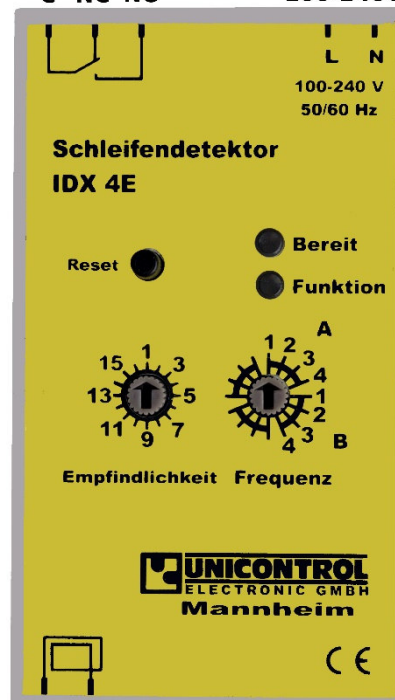 L N
100-240 V
50/60 Hz
Schleifendetektor
IDX 4E
Bereit
Reset
Funktion
A
1 2 3 4
1 2 3 4
B
1 3 5 7 9 11 13 15
Empfindlichkeit Frequenz
UNICONTROL
ELECTRONIC GMBH
Mannheim
CE